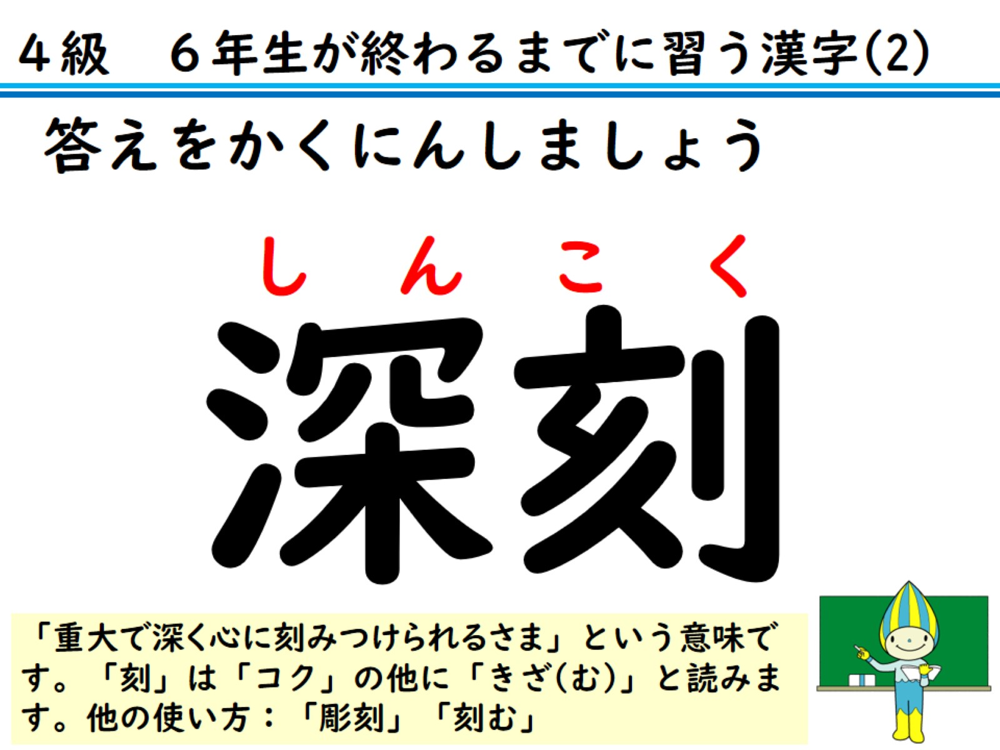 ４級　６年生が終わるまでに習う漢字(2)
答えをかくにんしましょう
しんこく
深刻
「重大で深く心に刻みつけられるさま」という意味で
す。「刻」は「コク」の他に「きざ(む)」と読みま
す。他の使い方：「彫刻」「刻む」